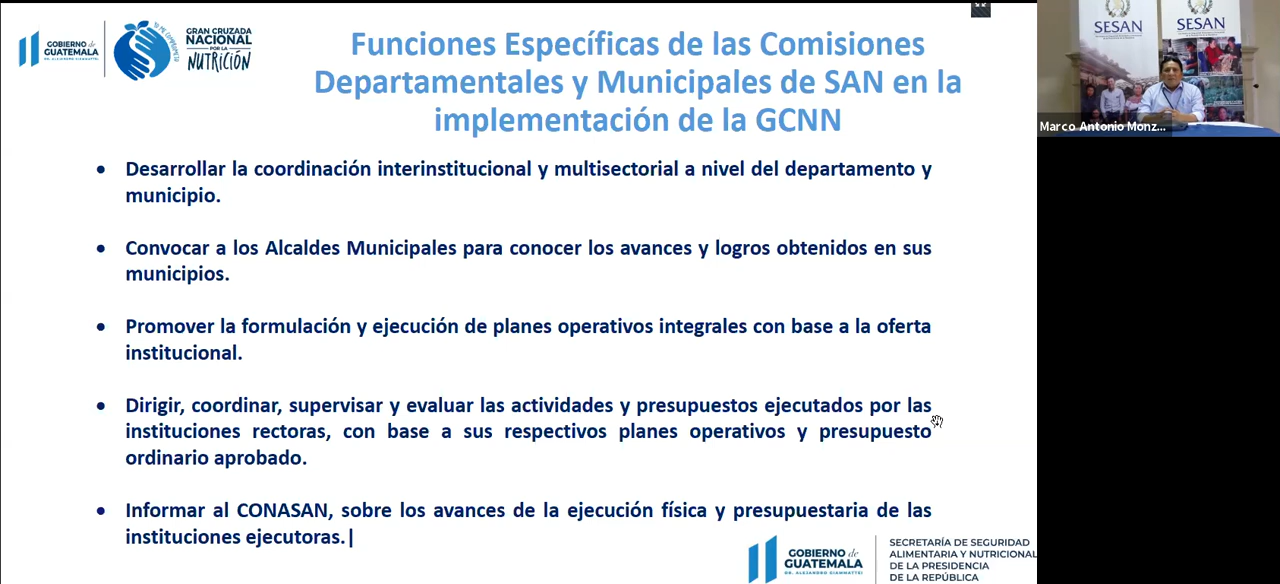 GOBIERNO de
GUATEMALA
DR. ALEJANDRO GIAMMATTEI
GRAN CRUZADA
NACIONAL
POR LA
NUTRICIÓN
Funciones Específicas de las Comisiones
Departamentales y Municipales de SAN en la
implementación de la GCNN
• Desarrollar la coordinación interinstitucional y multisectorial a nivel del departamento y
municipio.
• Convocar a los Alcaldes Municipales para conocer los avances y logros obtenidos en sus
municipios.
• Promover la formulación y ejecución de planes operativos integrales con base a la oferta
institucional.
• Dirigir, coordinar, supervisar y evaluar las actividades y presupuestos ejecutados por las
instituciones rectoras, con base a sus respectivos planes operativos y presupuesto
ordinario aprobado.
• Informar al CONASAN, sobre los avances de la ejecución física y presupuestaria de las
instituciones ejecutoras.
GOBIERNO de
GUATEMALA
DR. ALEJANDRO GIAMMATTEI
SECRETARÍA DE SEGURIDAD
ALIMENTARIA Y NUTRICIONAL
DE LA PRESIDENCIA
DE LA REPÚBLICA
SESAN
SESAN
Marco Antonio Monz...